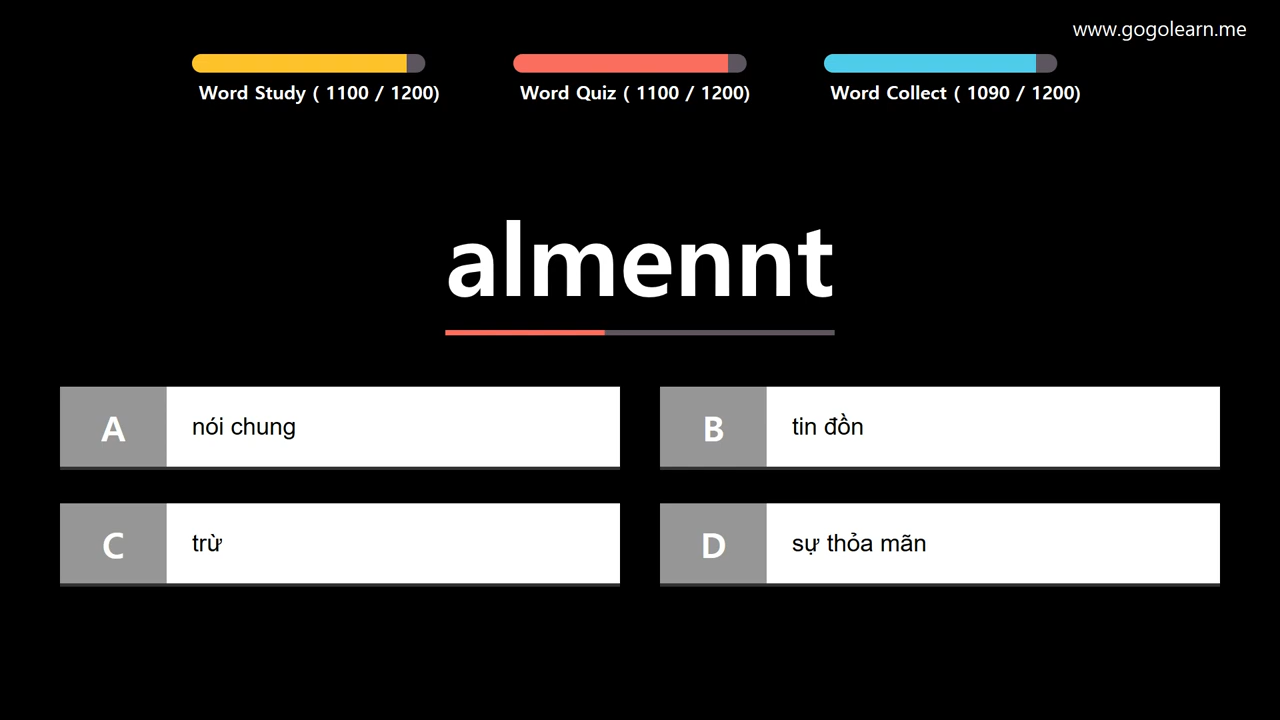 www.gogolearn.me
Word Study ( 1100 / 1200)
Word Quiz ( 1100 / 1200)
Word Collect ( 1090 / 1200)
almennt
A nói chung
B tin đồn
C trừ
D sự thỏa mãn